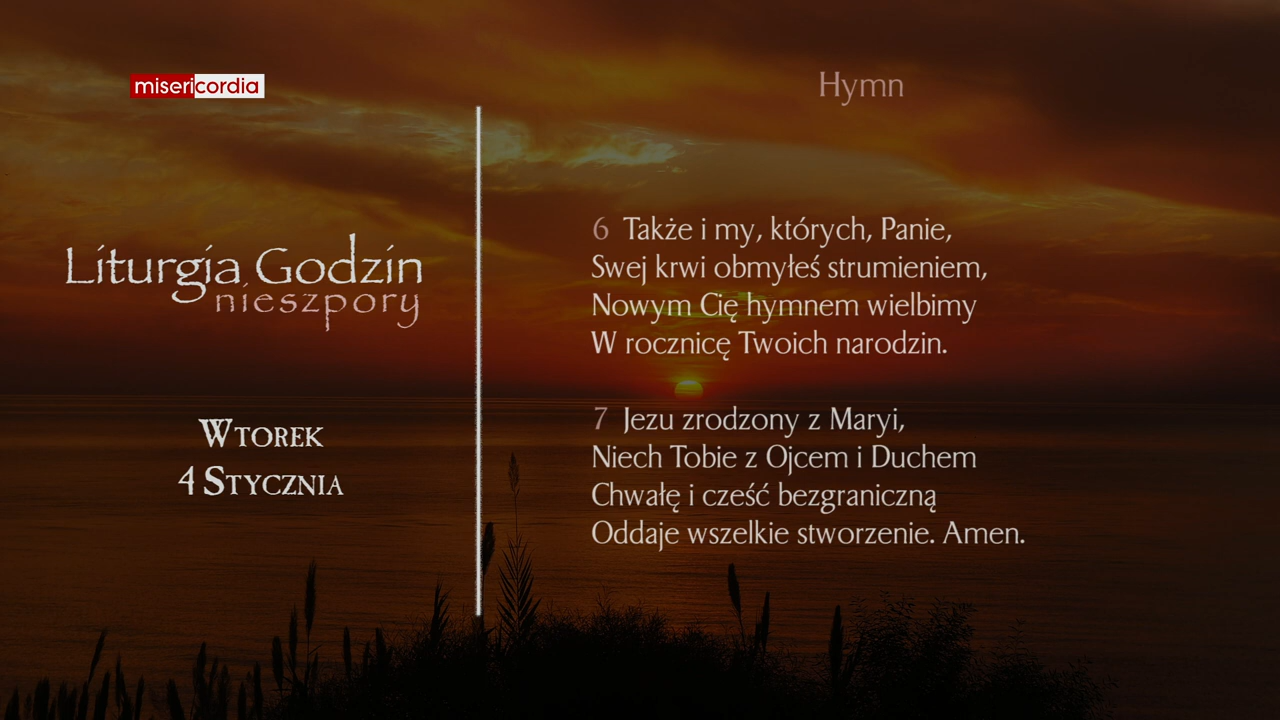 misericordia
Hymn
Liturgia Godzin
nieszpory
Wtorek
4 Stycznia
6 Także i my, których, Panie,
Swej krwi obmyłeś strumieniem,
Nowym Cię hymnem wielbimy
W rocznicę Twoich narodzin.
7 Jezu zrodzony z Maryi,
Niech Tobie z Ojcem i Duchem
Chwałę i cześć bezgraniczną
Oddaje wszelkie stworzenie. Amen.